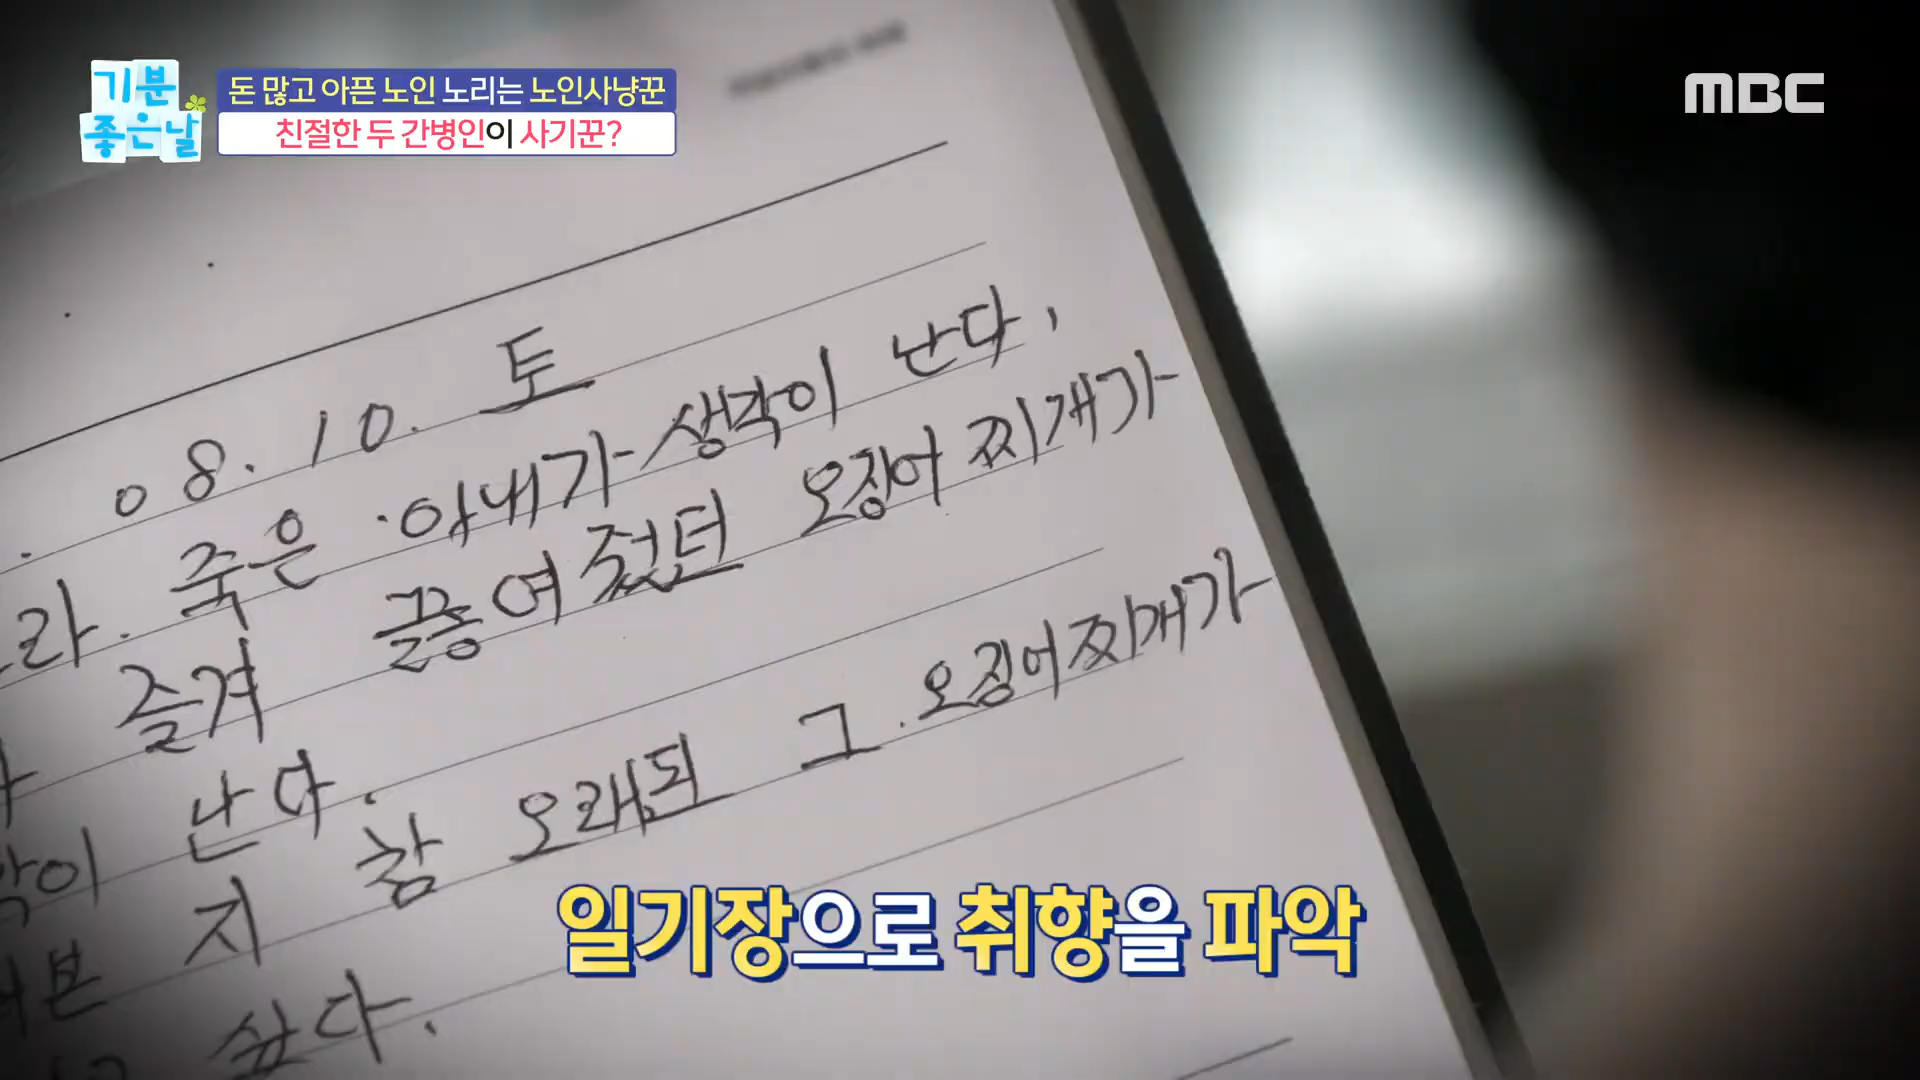 기분
좋은날
돈 많고 아픈 노인 노리는 노인사냥꾼
친절한 두 간병인이 사기꾼?
MBC
08.10. 토
죽은 아내가 생각이 난다.
즐겨 끓여줬던 오징어 찌개가
난다.
참 오래된 그 오징어찌개가
지
싶다.
일기장으로 취향을 파악